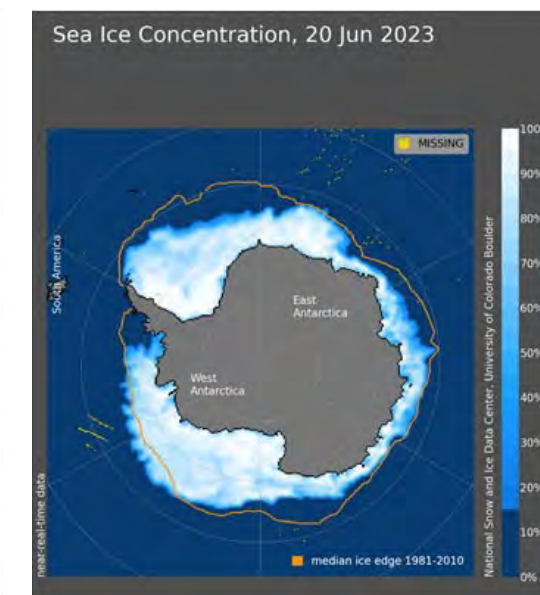 Sea Ice Concentration, 20 Jun 2023
MISSING
South America
East
Antarctica
West
Antarctica
near-real-time data
median ice edge 1981-2010
National Snow and Ice Data Center, University of Colorado Boulder
100
90%
80%
70%
60%
50%
40%
30%
20%
10%
0%